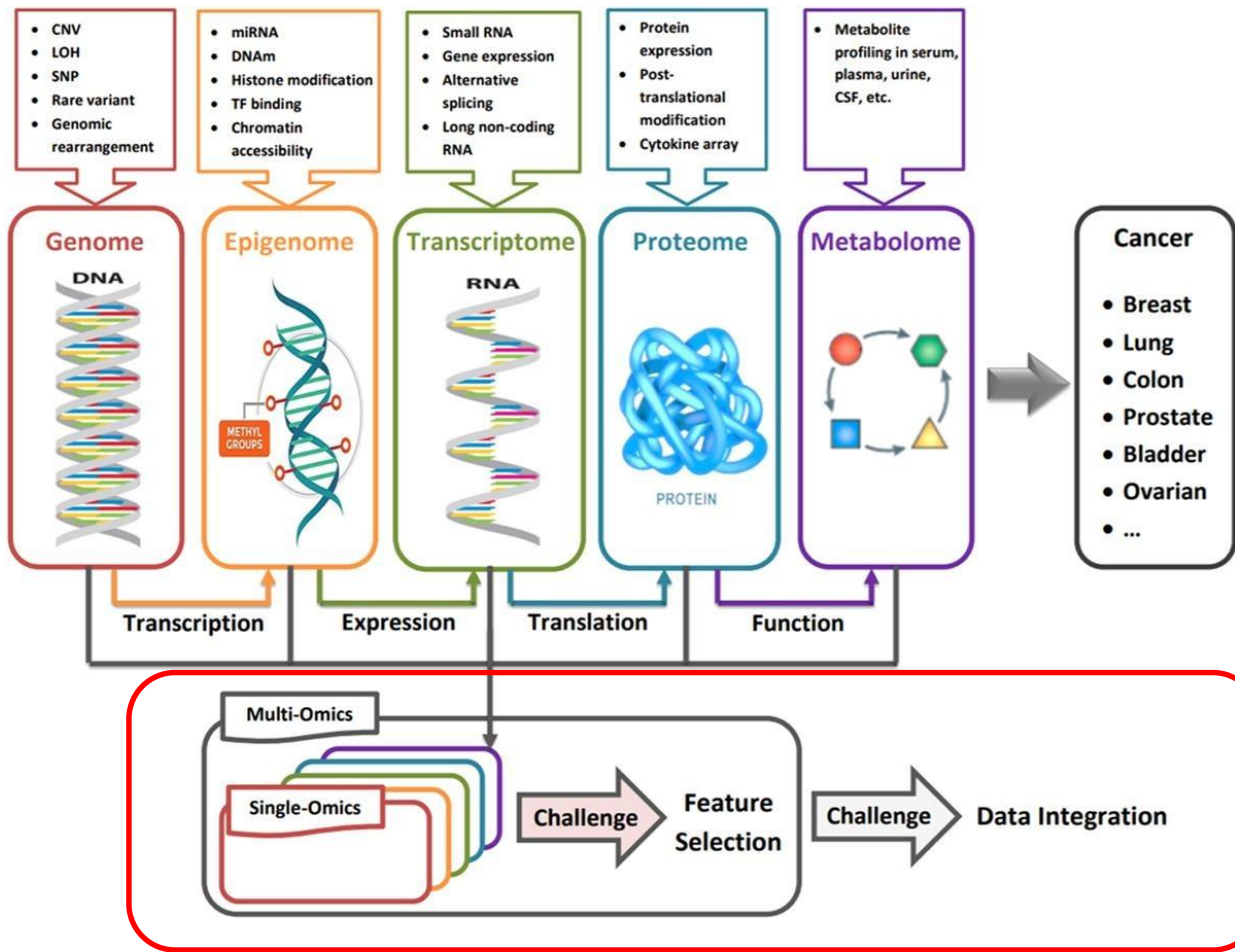 • CNV
• LOH
• SNP
• Rare variant
• Genomic
rearrangement
• miRNA
• DNAm
• Histone modification
• TF binding
• Chromatin
accessibility
• Small RNA
• Gene expression
• Alternative
splicing
• Long non-coding
RNA
• Protein
expression
• Post-
translational
modification
• Cytokine array
• Metabolite
profiling in serum,
plasma, urine,
CSF, etc.
Genome
DNA
Epigenome
METHYL
GROUPS
Transcriptome
RNA
Proteome
PROTEIN
Metabolome
Cancer
• Breast
• Lung
• Colon
• Prostate
• Bladder
• Ovarian
• ...
Transcription
Expression
Translation
Function
Multi-Omics
Single-Omics
Challenge
Feature
Selection
Challenge
Data Integration